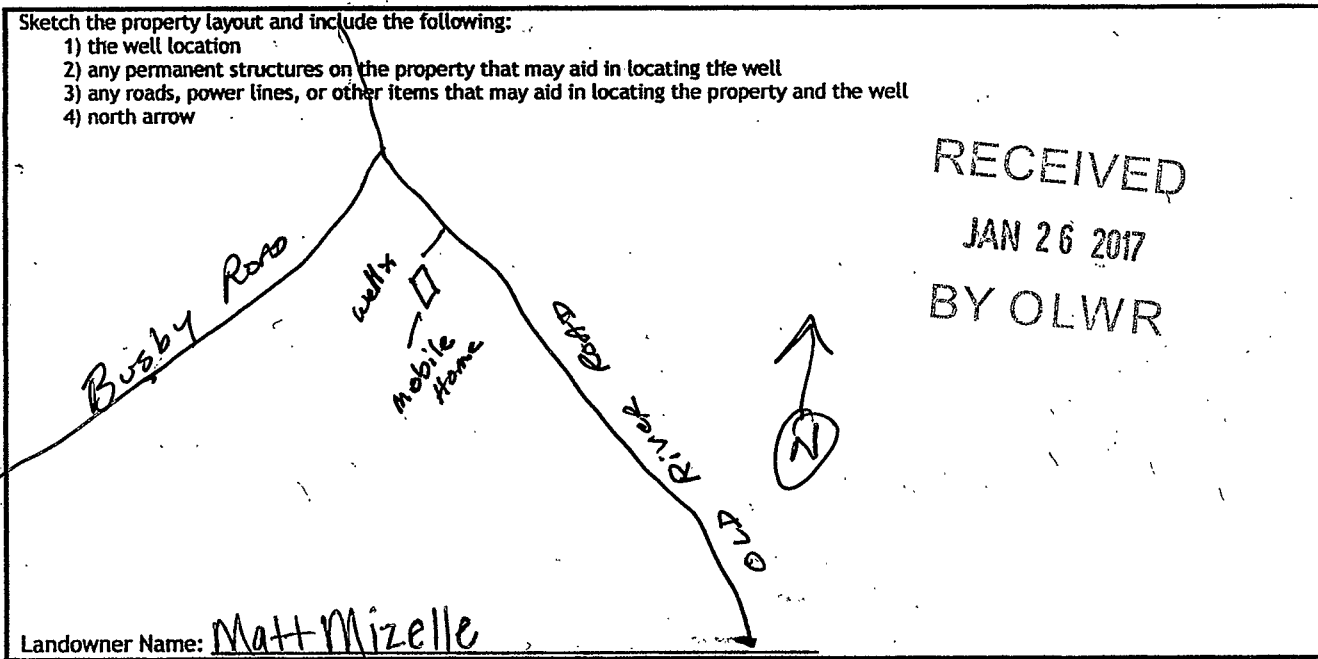 Sketch the property layout and include the following:
1) the well location
2) any permanent structures on the property that may aid in locating the well
3) any roads, power lines, or other items that may aid in locating the property and the well
4) north arrow
RECEIVED
JAN 26 2017
BY OLWR
Busby Road
well x
mobile
Home
OLD RIVER ROAD
N
Landowner Name: Matt Mizelle